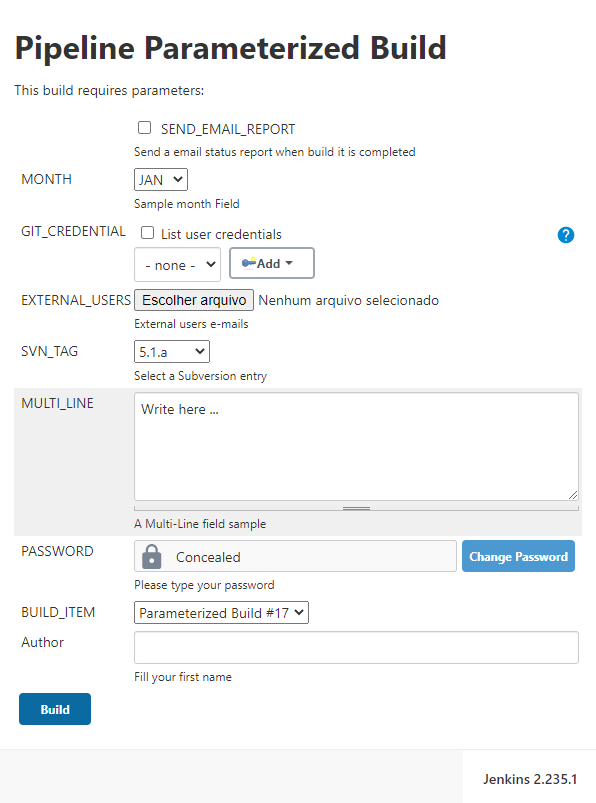 Pipeline Parameterized Build
This build requires parameters:
SEND_EMAIL_REPORT
Send a email status report when build it is completed
MONTH JAN
Sample month Field
GIT_CREDENTIAL List user credentials ?
- none - Add
EXTERNAL_USERS Escolher arquivo Nenhum arquivo selecionado
External users e-mails
SVN_TAG 5.1.a
Select a Subversion entry
MULTI_LINE Write here ...
A Multi-Line field sample
PASSWORD Concealed Change Password
Please type your password
BUILD_ITEM Parameterized Build #17
Author
Fill your first name
Build
Jenkins 2.235.1